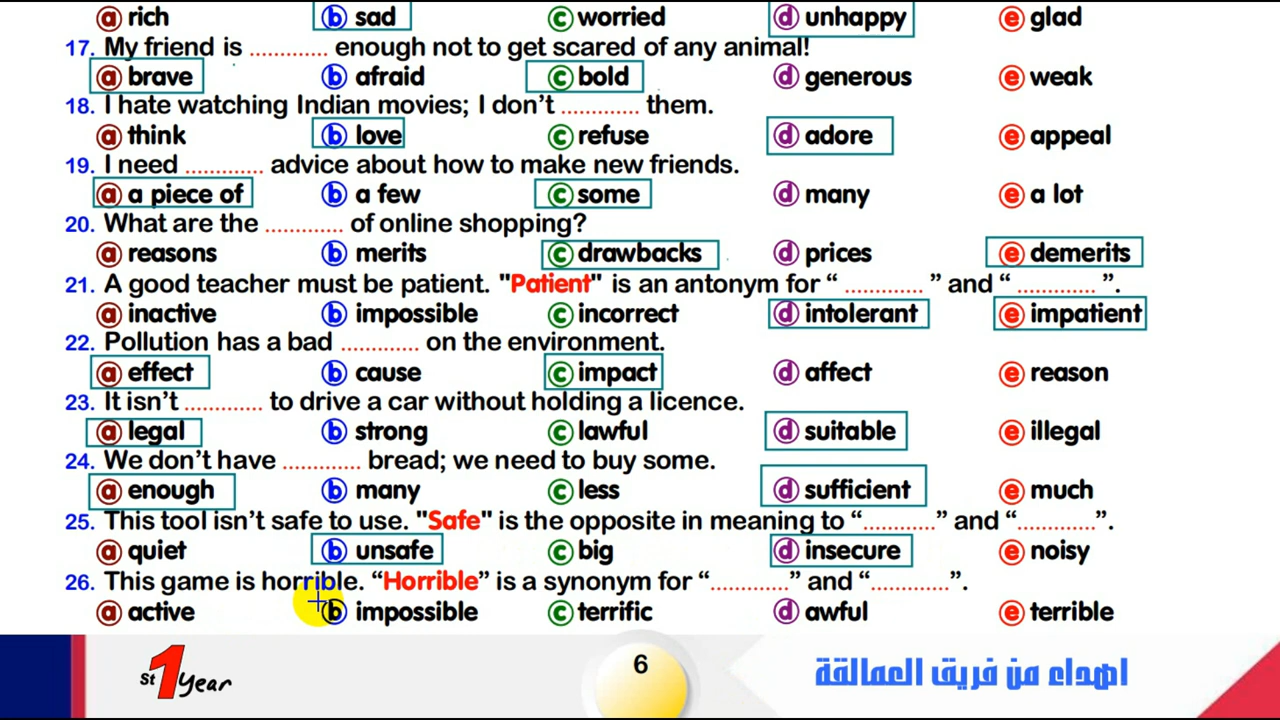 a rich b sad c worried d unhappy e glad
17. My friend is ............ enough not to get scared of any animal!
a brave b afraid c bold d generous e weak
18. I hate watching Indian movies; I don't ............ them.
a think b love c refuse d adore e appeal
19. I need ............ advice about how to make new friends.
a a piece of b a few c some d many e a lot
20. What are the ............ of online shopping?
a reasons b merits c drawbacks d prices e demerits
21. A good teacher must be patient. "Patient" is an antonym for “ ............ ” and “ ............ ”.
a inactive b impossible c incorrect d intolerant e impatient
22. Pollution has a bad ............ on the environment.
a effect b cause c impact d affect e reason
23. It isn't ............ to drive a car without holding a licence.
a legal b strong c lawful d suitable e illegal
24. We don't have ............ bread; we need to buy some.
a enough b many c less d sufficient e much
25. This tool isn't safe to use. "Safe" is the opposite in meaning to “............” and “............”.
a quiet b unsafe c big d insecure e noisy
26. This game is horrible. “Horrible” is a synonym for “............” and “............”.
a active b impossible c terrific d awful e terrible
1st Year
6
اهداء من فريق العمالقة